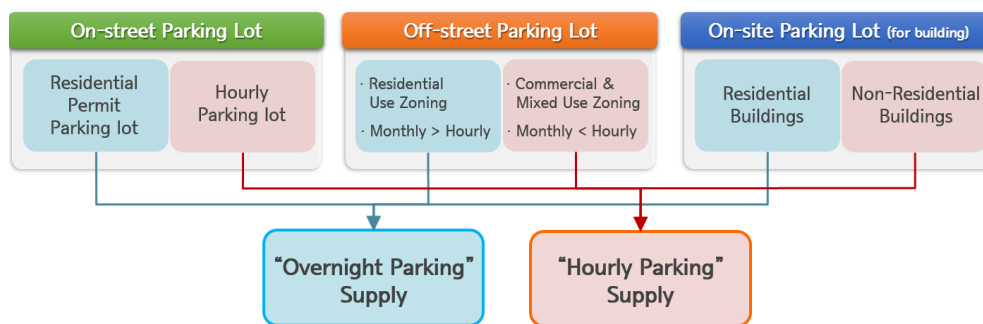 On-street Parking Lot
Residential
Permit
Parking lot
Hourly
Parking lot
Off-street Parking Lot
· Residential
Use Zoning
· Monthly > Hourly
· Commercial &
Mixed Use Zoning
· Monthly < Hourly
On-site Parking Lot (for building)
Residential
Buildings
Non-Residential
Buildings
“Overnight Parking”
Supply
“Hourly Parking”
Supply